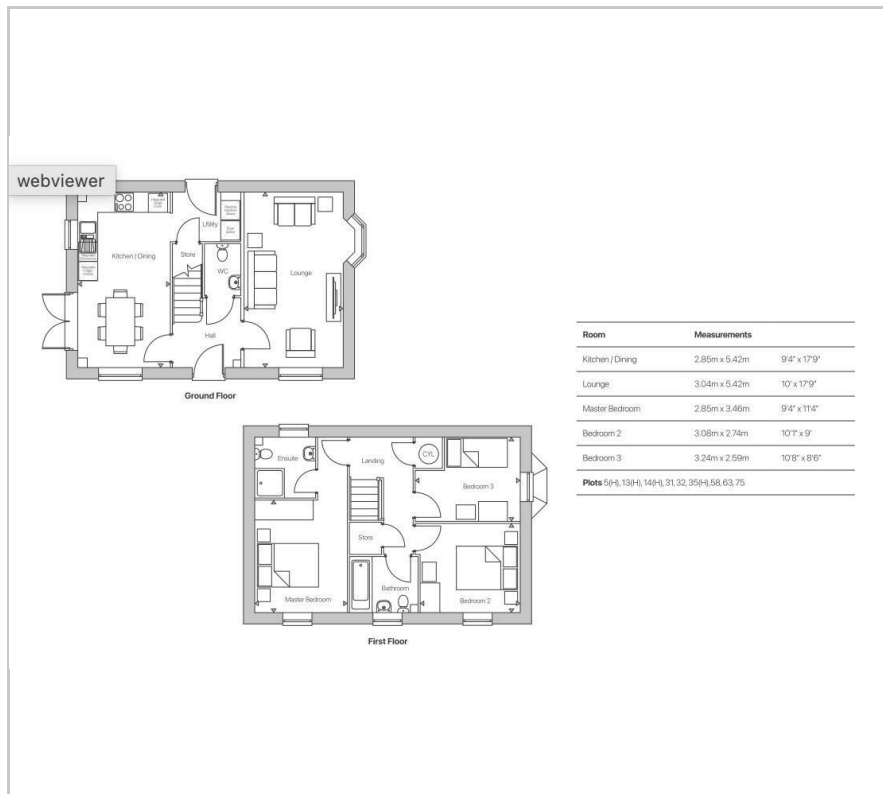 webviewer
Utility
Kitchen / Dining
Store
WC
Lounge
Hall
Ground Floor
Ensuite
Landing
CYL
Bedroom 3
Store
Master Bedroom
Bathroom
Bedroom 2
First Floor
Room Measurements
Kitchen / Dining 2.85m x 5.42m 9'4" x 17'9"
Lounge 3.04m x 5.42m 10' x 17'9"
Master Bedroom 2.85m x 3.46m 9'4" x 11'4"
Bedroom 2 3.08m x 2.74m 10'1" x 9'
Bedroom 3 3.24m x 2.59m 10'8" x 8'6"
Plots 5(H), 13(H), 14(H), 31, 32, 35(H), 58, 63, 75